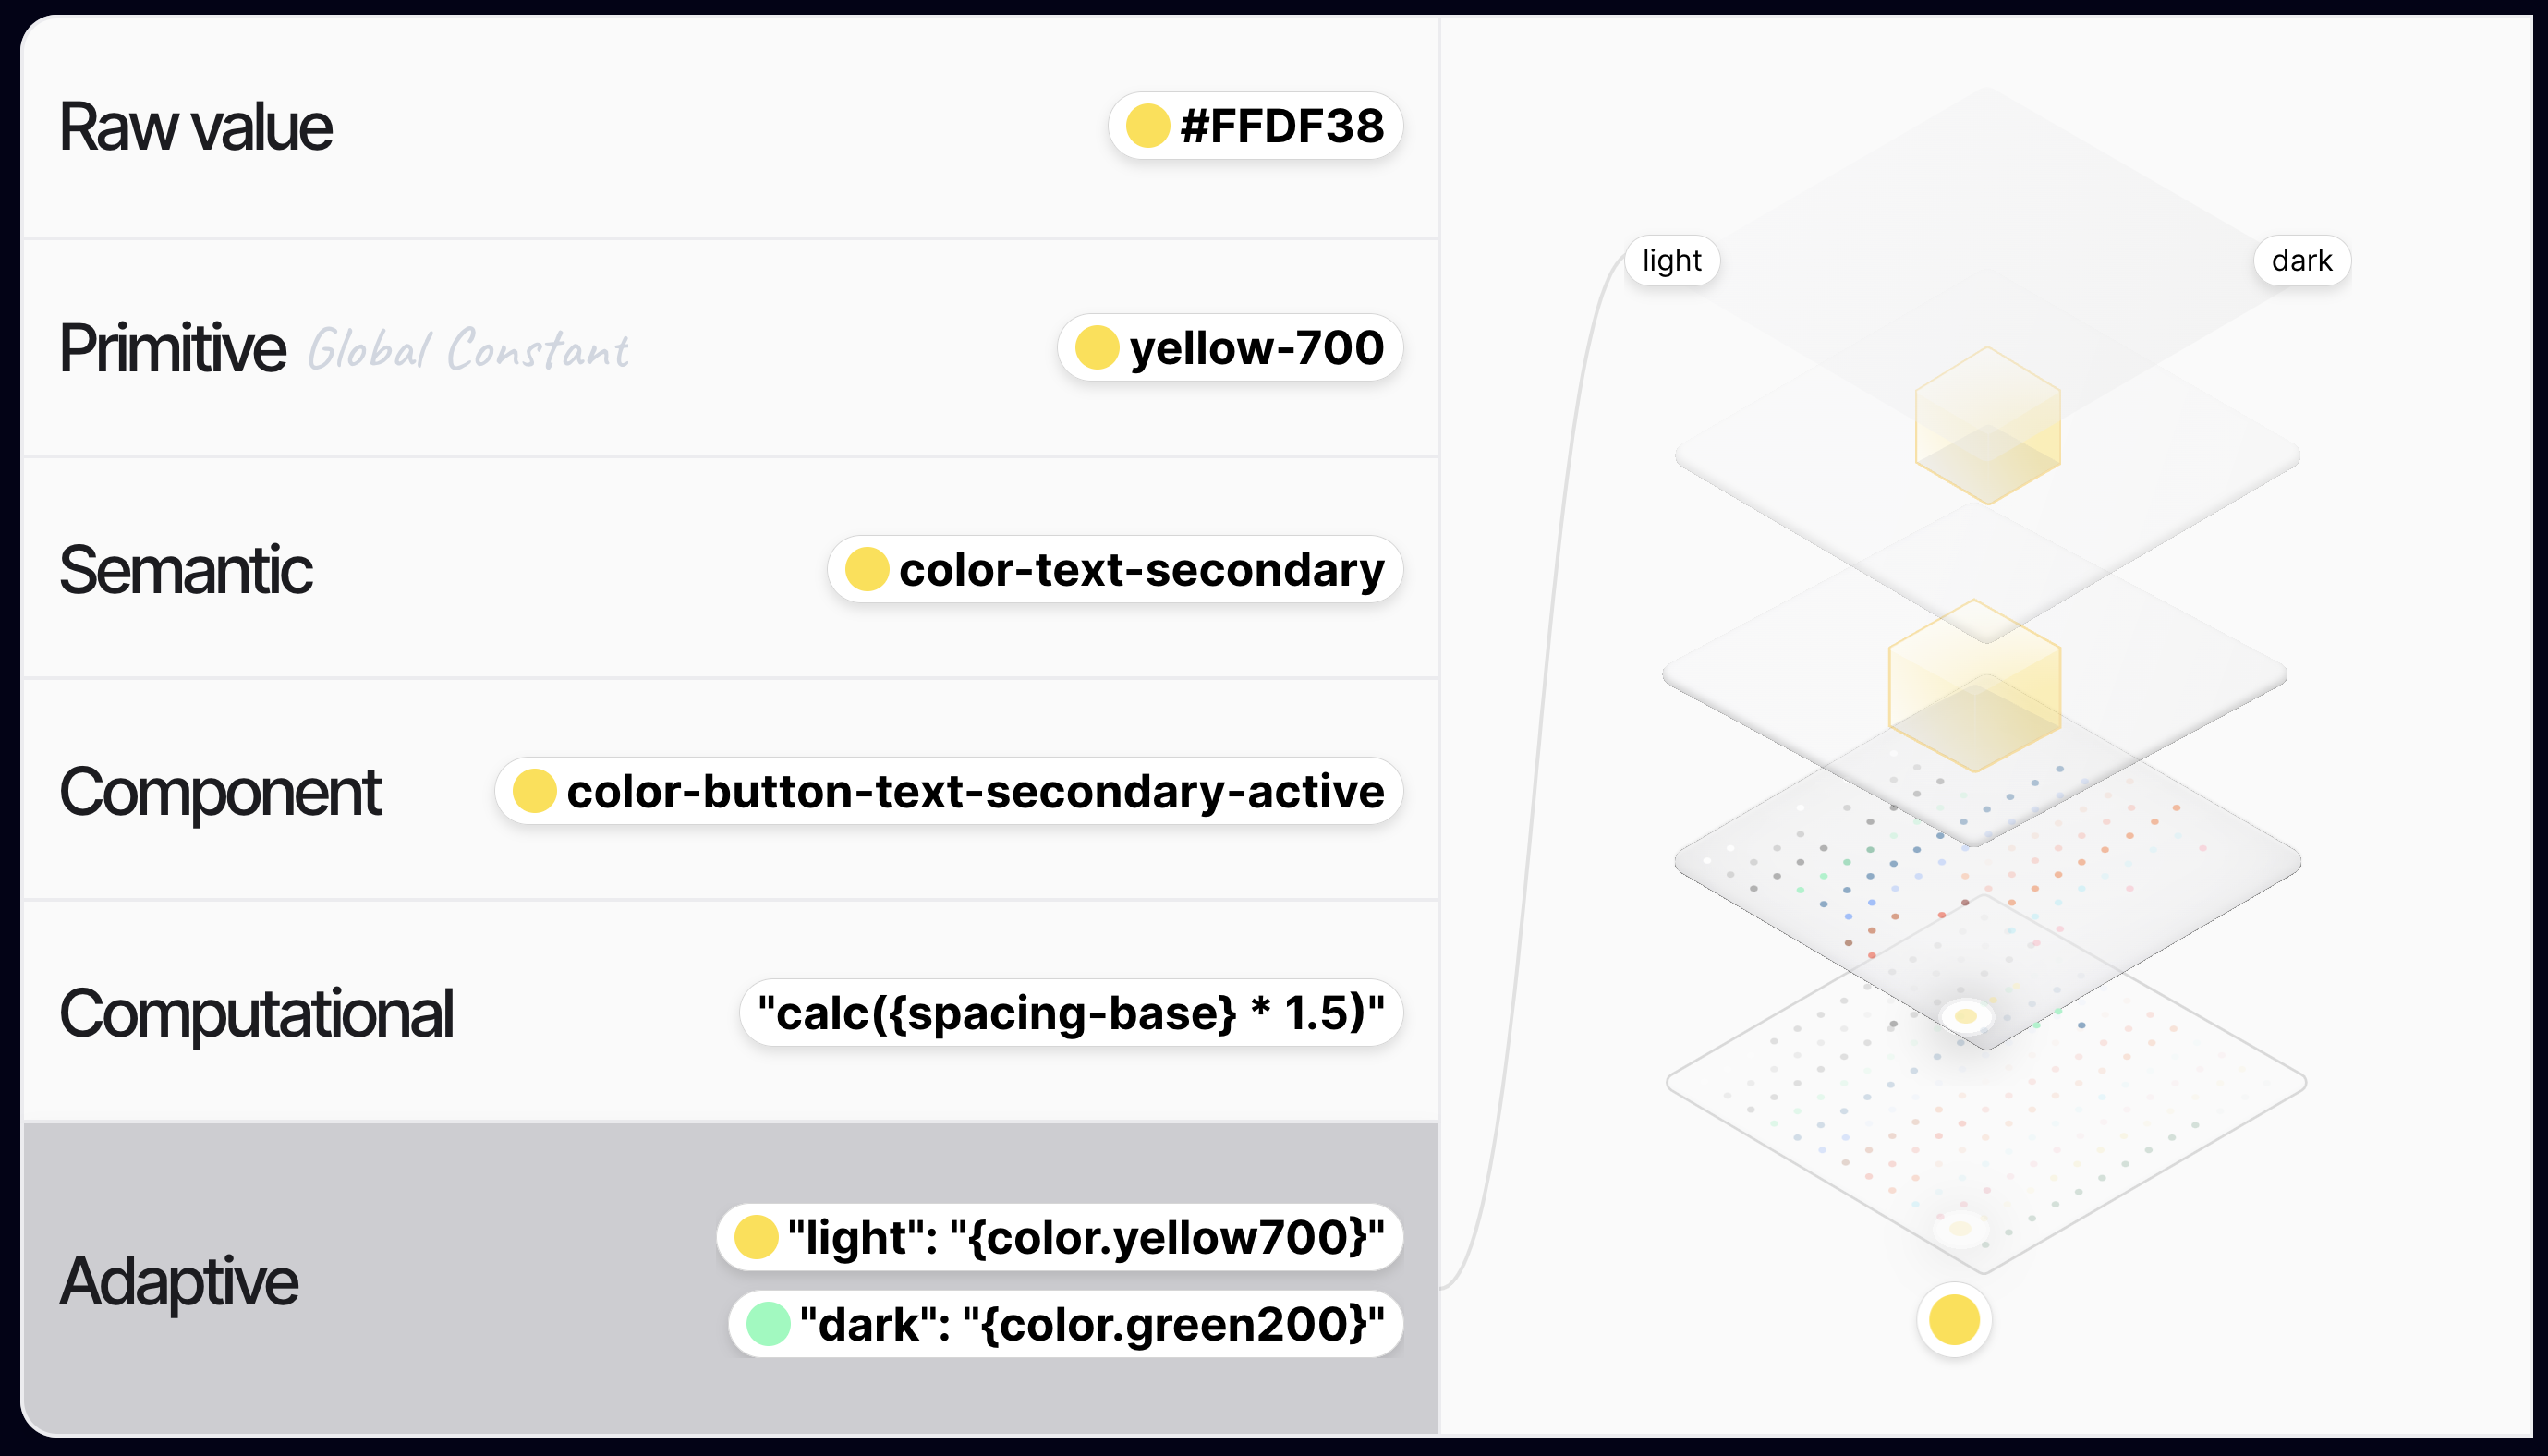 Raw value
#FFDF38
Primitive Global Constant
yellow-700
Semantic
color-text-secondary
Component
color-button-text-secondary-active
Computational
"calc({spacing-base} * 1.5)"
Adaptive
"light": "{color.yellow700}"
"dark": "{color.green200}"
light
dark